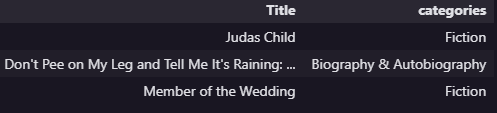 Title categories
Judas Child Fiction
Don't Pee on My Leg and Tell Me It's Raining: ... Biography & Autobiography
Member of the Wedding Fiction